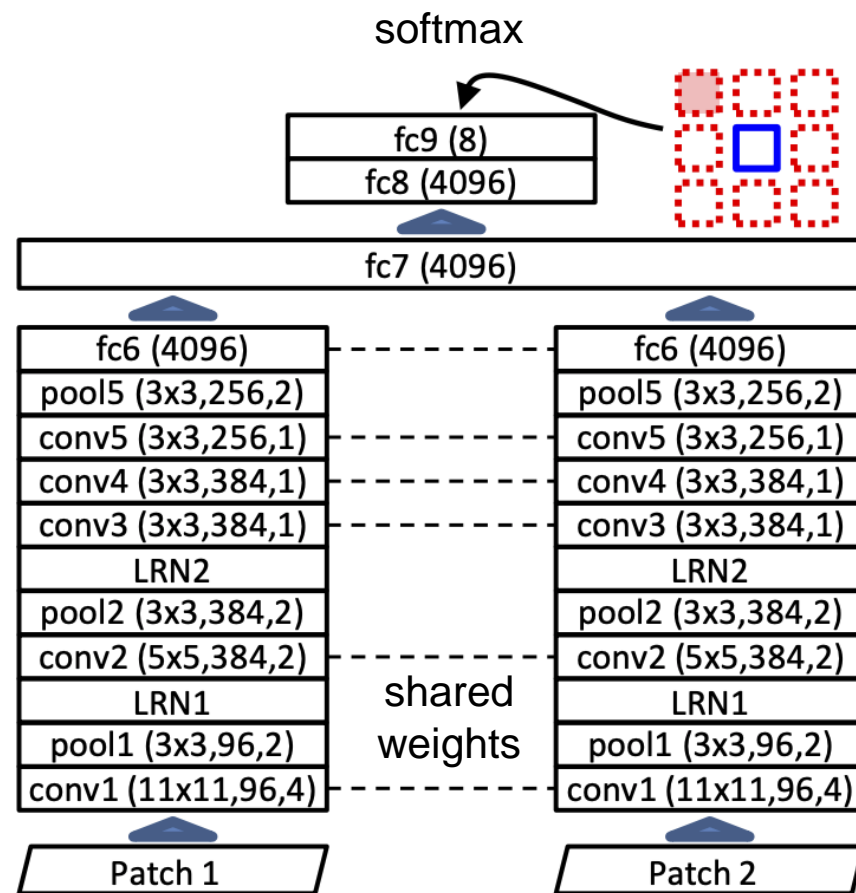 softmax
fc9 (8)
fc8 (4096)
fc7 (4096)
fc6 (4096)
pool5 (3x3,256,2)
conv5 (3x3,256,1)
conv4 (3x3,384,1)
conv3 (3x3,384,1)
LRN2
pool2 (3x3,384,2)
conv2 (5x5,384,2)
LRN1
pool1 (3x3,96,2)
conv1 (11x11,96,4)
Patch 1
shared
weights
fc6 (4096)
pool5 (3x3,256,2)
conv5 (3x3,256,1)
conv4 (3x3,384,1)
conv3 (3x3,384,1)
LRN2
pool2 (3x3,384,2)
conv2 (5x5,384,2)
LRN1
pool1 (3x3,96,2)
conv1 (11x11,96,4)
Patch 2